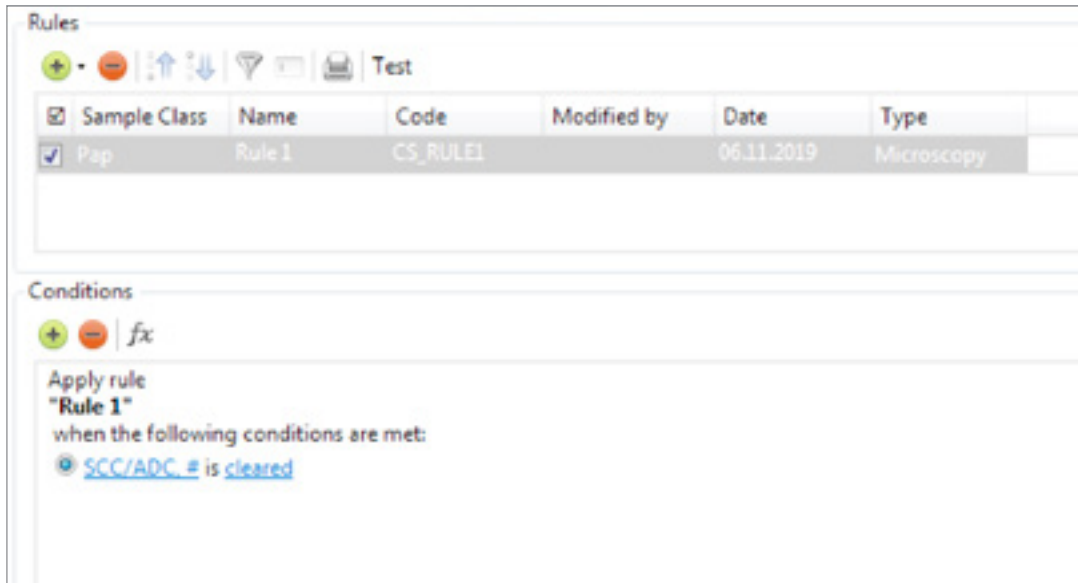 Rules
Test
Sample Class Name Code Modified by Date Type
Pap Rule 1 CS_RULE1 06.11.2019 Microscopy
Conditions
fx
Apply rule
"Rule 1"
when the following conditions are met:
SCC/ADC, # is cleared